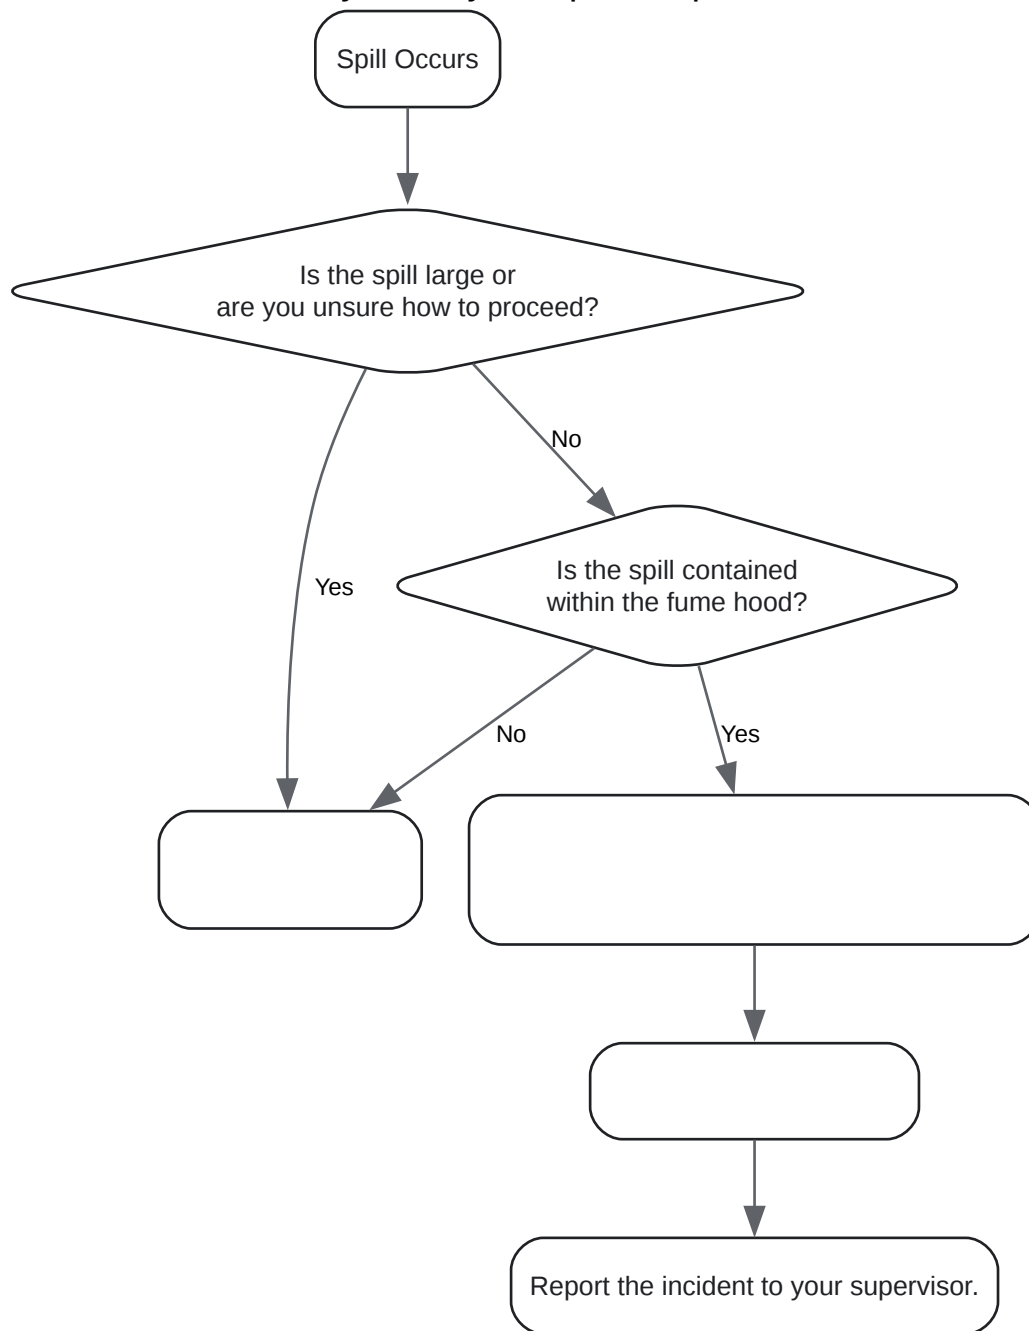 Spill Occurs
Is the spill large or
are you unsure how to proceed?
No
Yes
Is the spill contained
within the fume hood?
No
Yes
Report the incident to your supervisor.